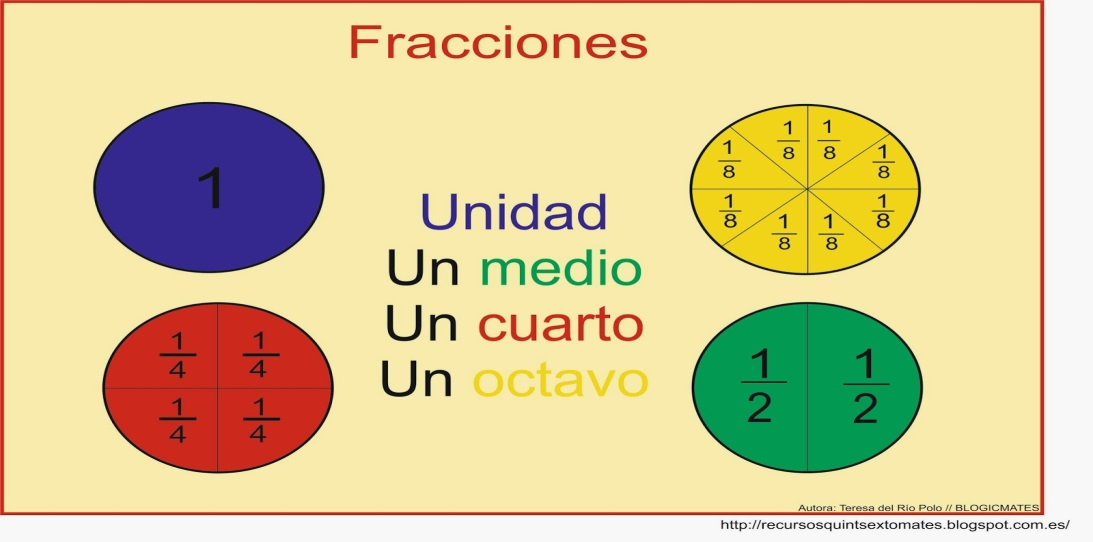 Fracciones
1
1/8 1/8
1/8 1/8
1/8 1/8
1/8 1/8
Unidad
Un medio
Un cuarto
Un octavo
1/4 1/4
1/4 1/4
1/2 1/2
Autora: Teresa del Río Polo // BLOGICMATES
http://recursosquintsextomates.blogspot.com.es/